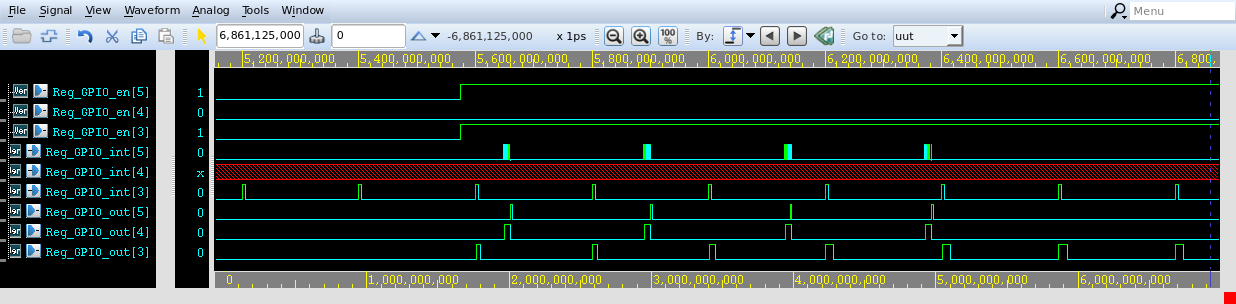 File Signal View Waveform Analog Tools Window Menu
6,861,125,000 0 -6,861,125,000 x 1ps 100% By: Go to: uut
5,200,000,000 5,400,000,000 5,600,000,000 5,800,000,000 6,000,000,000 6,200,000,000 6,400,000,000 6,600,000,000 6,800,
Reg_GPIO_en[5] 1
Reg_GPIO_en[4] 0
Reg_GPIO_en[3] 1
Reg_GPIO_int[5] 0
Reg_GPIO_int[4] x
Reg_GPIO_int[3] 0
Reg_GPIO_out[5] 0
Reg_GPIO_out[4] 0
Reg_GPIO_out[3] 0
0 1,000,000,000 2,000,000,000 3,000,000,000 4,000,000,000 5,000,000,000 6,000,000,000